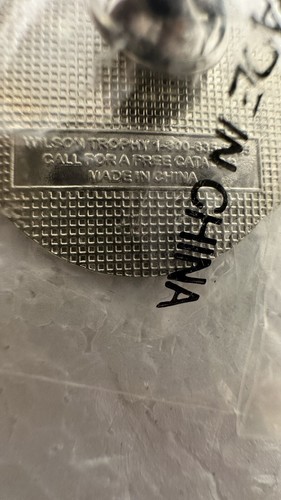 WILSON TROPHY 1-800-
CALL FOR A FREE
MADE IN CHINA
IN CHINA